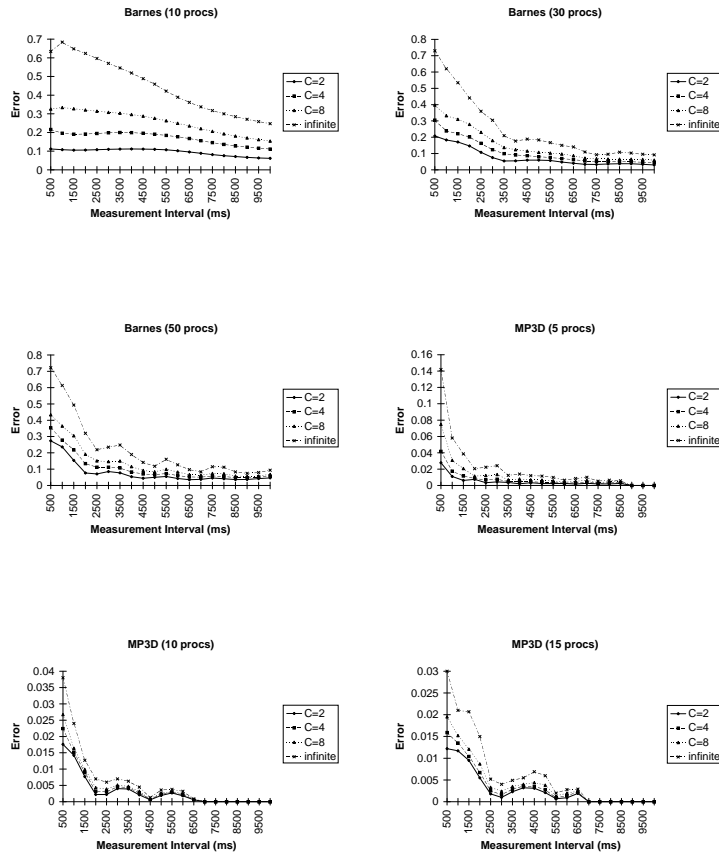 Barnes (10 procs)
0.7
0.6
0.5
0.4
0.3
0.2
0.1
0
Error
500
1500
2500
3500
4500
5500
6500
7500
8500
9500
Measurement Interval (ms)
C=2
C=4
C=8
infinite
Barnes (30 procs)
0.8
0.7
0.6
0.5
0.4
0.3
0.2
0.1
0
Error
500
1500
2500
3500
4500
5500
6500
7500
8500
9500
Measurement Interval (ms)
C=2
C=4
C=8
infinite
Barnes (50 procs)
0.8
0.7
0.6
0.5
0.4
0.3
0.2
0.1
0
Error
500
1500
2500
3500
4500
5500
6500
7500
8500
9500
Measurement Interval (ms)
C=2
C=4
C=8
infinite
MP3D (5 procs)
0.16
0.14
0.12
0.1
0.08
0.06
0.04
0.02
0
Error
500
1500
2500
3500
4500
5500
6500
7500
8500
9500
Measurement Interval (ms)
C=2
C=4
C=8
infinite
MP3D (10 procs)
0.04
0.035
0.03
0.025
0.02
0.015
0.01
0.005
0
Error
500
1500
2500
3500
4500
5500
6500
7500
8500
9500
Measurement Interval (ms)
C=2
C=4
C=8
infinite
MP3D (15 procs)
0.03
0.025
0.02
0.015
0.01
0.005
0
Error
500
1500
2500
3500
4500
5500
6500
7500
8500
9500
Measurement Interval (ms)
C=2
C=4
C=8
infinite